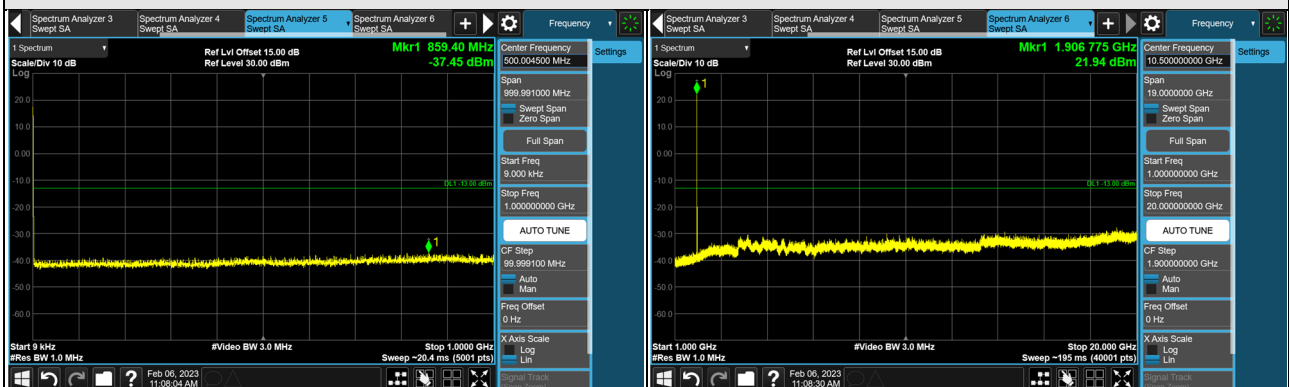 Spectrum Analyzer 3
Swept SA
Spectrum Analyzer 4
Swept SA
Spectrum Analyzer 5
Swept SA
Spectrum Analyzer 6
Swept SA
+
Frequency
1 Spectrum
Ref Lvl Offset 15.00 dB
Mkr1 859.40 MHz
Scale/Div 10 dB
Ref Level 30.00 dBm
-37.45 dBm
Log
20.0
10.0
0.00
-10.0
DL1 -13.00 dBm
-20.0
-30.0
1
-40.0
-50.0
-60.0
Start 9 kHz
#Video BW 3.0 MHz
Stop 1.0000 GHz
#Res BW 1.0 MHz
Sweep ~20.4 ms (5001 pts)
Center Frequency
500.004500 MHz
Settings
Span
999.991000 MHz
Swept Span
Zero Span
Full Span
Start Freq
9.000 kHz
Stop Freq
1.000000000 GHz
AUTO TUNE
CF Step
99.999100 MHz
Auto
Man
Freq Offset
0 Hz
X Axis Scale
Log
Lin
Signal Track
?
Feb 06, 2023
11:08:04 AM
Spectrum Analyzer 3
Swept SA
Spectrum Analyzer 4
Swept SA
Spectrum Analyzer 5
Swept SA
Spectrum Analyzer 6
Swept SA
+
Frequency
1 Spectrum
Ref Lvl Offset 15.00 dB
Mkr1 1.906 775 GHz
Scale/Div 10 dB
Ref Level 30.00 dBm
21.94 dBm
Log
1
20.0
10.0
0.00
-10.0
DL1 -13.00 dBm
-20.0
-30.0
-40.0
-50.0
-60.0
Start 1.000 GHz
#Video BW 3.0 MHz
Stop 20.000 GHz
#Res BW 1.0 MHz
Sweep ~195 ms (40001 pts)
Center Frequency
10.500000000 GHz
Settings
Span
19.0000000 GHz
Swept Span
Zero Span
Full Span
Start Freq
1.000000000 GHz
Stop Freq
20.000000000 GHz
AUTO TUNE
CF Step
1.900000000 GHz
Auto
Man
Freq Offset
0 Hz
X Axis Scale
Log
Lin
Signal Track
?
Feb 06, 2023
11:08:30 AM